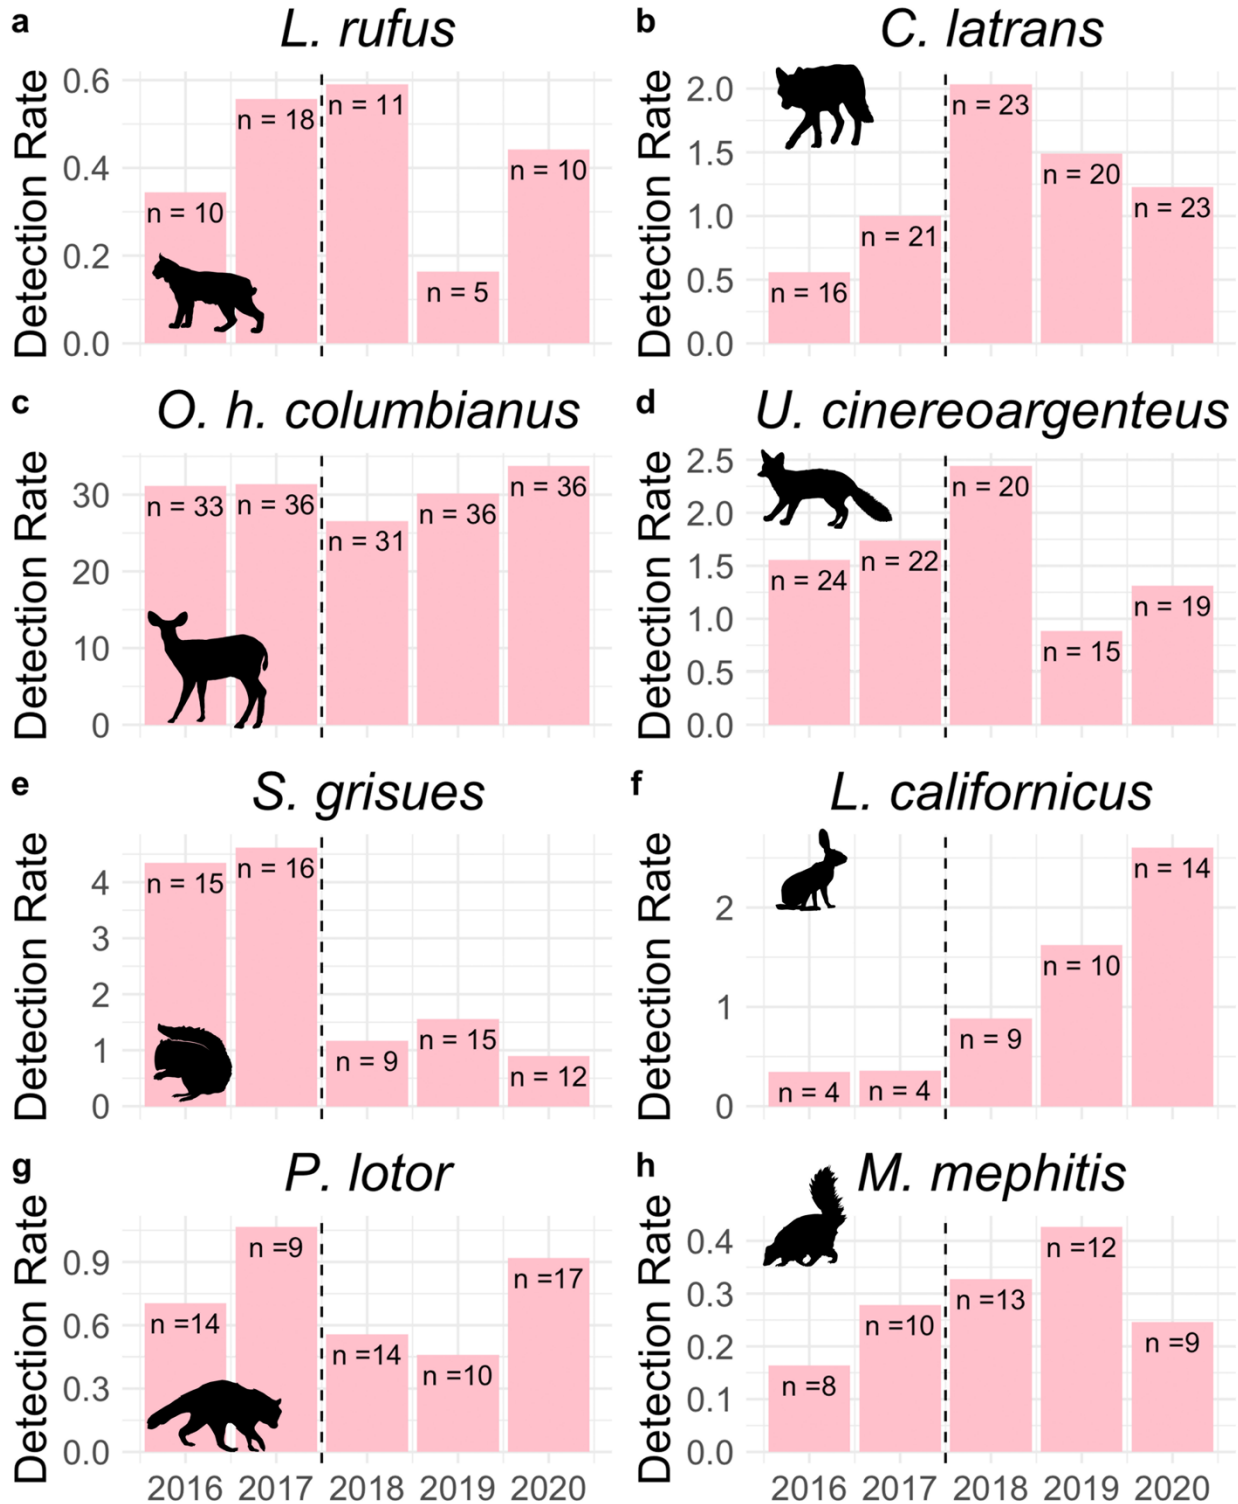 a L. rufus
Detection Rate
0.6
0.4
0.2
0.0
n = 10
n = 18
n = 11
n = 5
n = 10
b C. latrans
Detection Rate
2.0
1.5
1.0
0.5
0.0
n = 16
n = 21
n = 23
n = 20
n = 23
c O. h. columbianus
Detection Rate
30
20
10
0
n = 33
n = 36
n = 31
n = 36
n = 36
d U. cinereoargenteus
Detection Rate
2.5
2.0
1.5
1.0
0.5
0.0
n = 24
n = 22
n = 20
n = 15
n = 19
e S. grisues
Detection Rate
4
3
2
1
0
n = 15
n = 16
n = 9
n = 15
n = 12
f L. californicus
Detection Rate
2
1
0
n = 4
n = 4
n = 9
n = 10
n = 14
g P. lotor
Detection Rate
0.9
0.6
0.3
0.0
n =14
n =9
n =14
n =10
n =17
2016 2017 2018 2019 2020
h M. mephitis
Detection Rate
0.4
0.3
0.2
0.1
0.0
n =8
n =10
n =13
n =12
n =9
2016 2017 2018 2019 2020